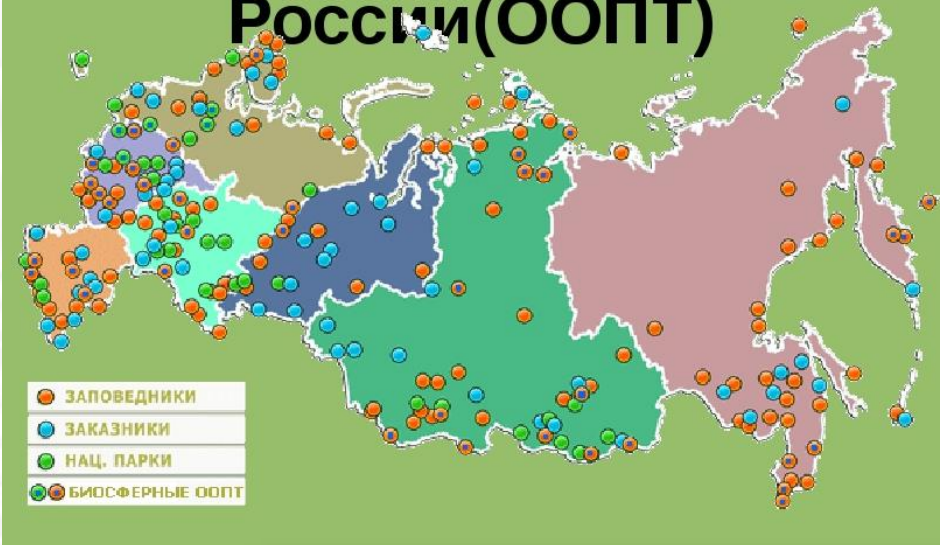 России(ООПТ)
ЗАПОВЕДНИКИ
ЗАКАЗНИКИ
НАЦ. ПАРКИ
БИОСФЕРНЫЕ ООПТ